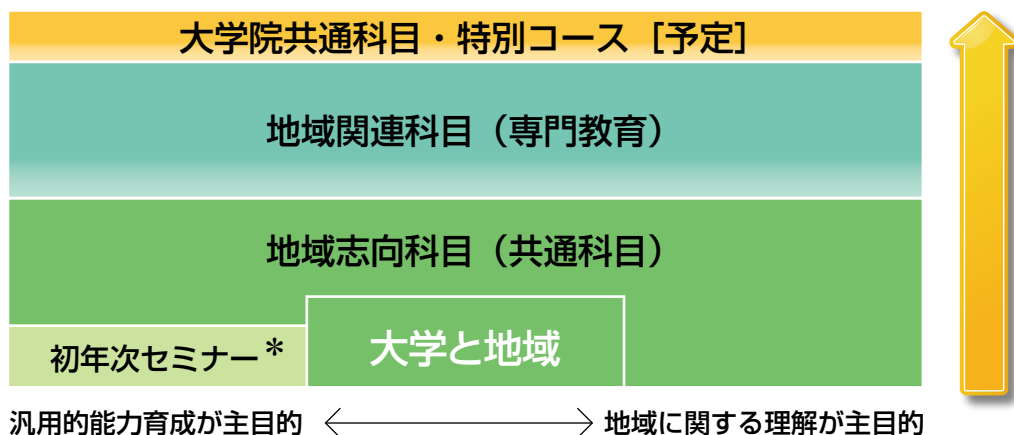 大学院共通科目・特別コース［予定］
地域関連科目（専門教育）
地域志向科目（共通科目）
初年次セミナー＊
大学と地域
汎用的能力育成が主目的
地域に関する理解が主目的